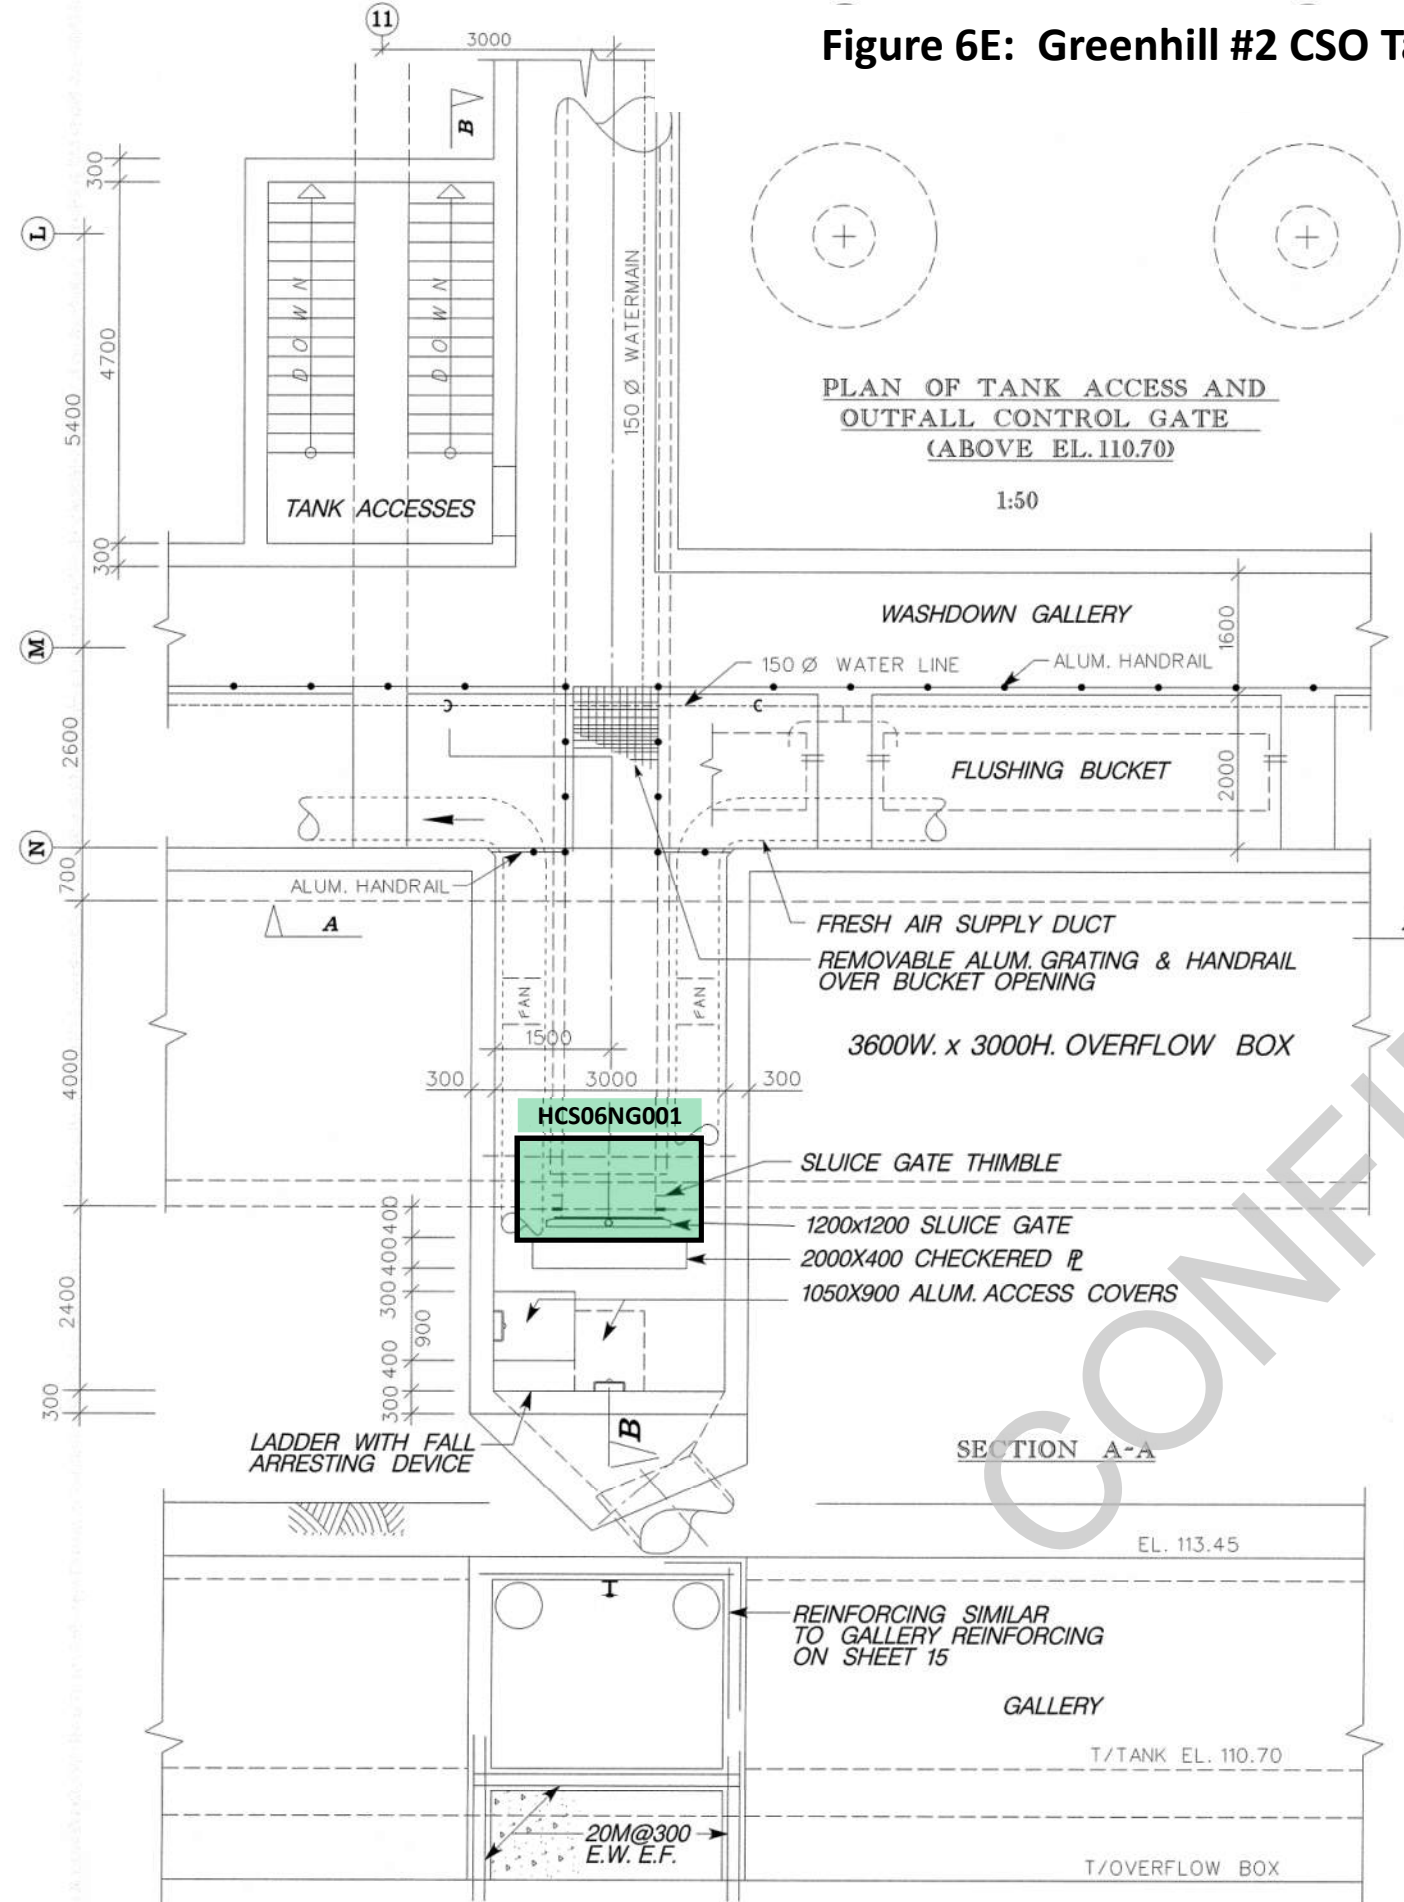 Figure 6E: Greenhill #2 CSO Ta
11
3000
B
300
L
4700
5400
DOWN
DOWN
150 Ø WATERMAIN
PLAN OF TANK ACCESS AND
OUTFALL CONTROL GATE
(ABOVE EL. 110.70)
1:50
TANK ACCESSES
300
WASHDOWN GALLERY
1600
M
150 Ø WATER LINE
ALUM. HANDRAIL
2600
FLUSHING BUCKET
2000
N
700
ALUM. HANDRAIL
A
FRESH AIR SUPPLY DUCT
REMOVABLE ALUM. GRATING & HANDRAIL
OVER BUCKET OPENING
FAN
FAN
1500
3600W. x 3000H. OVERFLOW BOX
4000
300
3000
300
HCS06NG001
SLUICE GATE THIMBLE
400
1200x1200 SLUICE GATE
400
2000X400 CHECKERED PL
300
1050X900 ALUM. ACCESS COVERS
2400
900
400
300
300
B
LADDER WITH FALL
ARRESTING DEVICE
SECTION A-A
CONFI
EL. 113.45
I
REINFORCING SIMILAR
TO GALLERY REINFORCING
ON SHEET 15
GALLERY
T/TANK EL. 110.70
20M@300
E.W. E.F.
T/OVERFLOW BOX